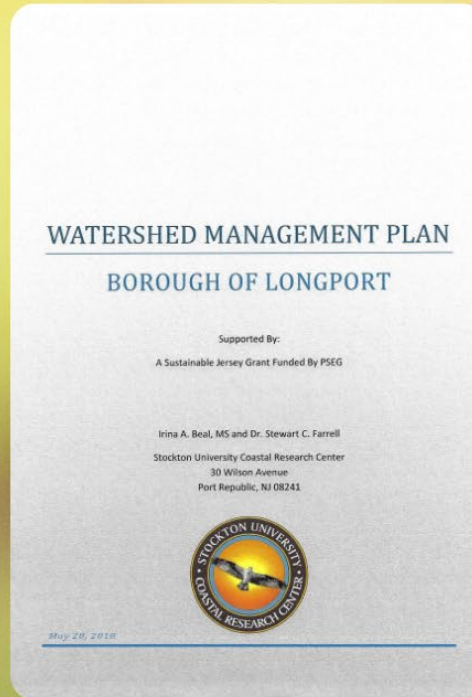 WATERSHED MANAGEMENT PLAN
BOROUGH OF LONGPORT
Supported By:
A Sustainable Jersey Grant Funded By PSEG
Irina A. Beal, MS and Dr. Stewart C. Farrell
Stockton University Coastal Research Center
30 Wilson Avenue
Port Republic, NJ 08241
STOCKTON UNIVERSITY
COASTAL RESEARCH CENTER
May 20, 2018